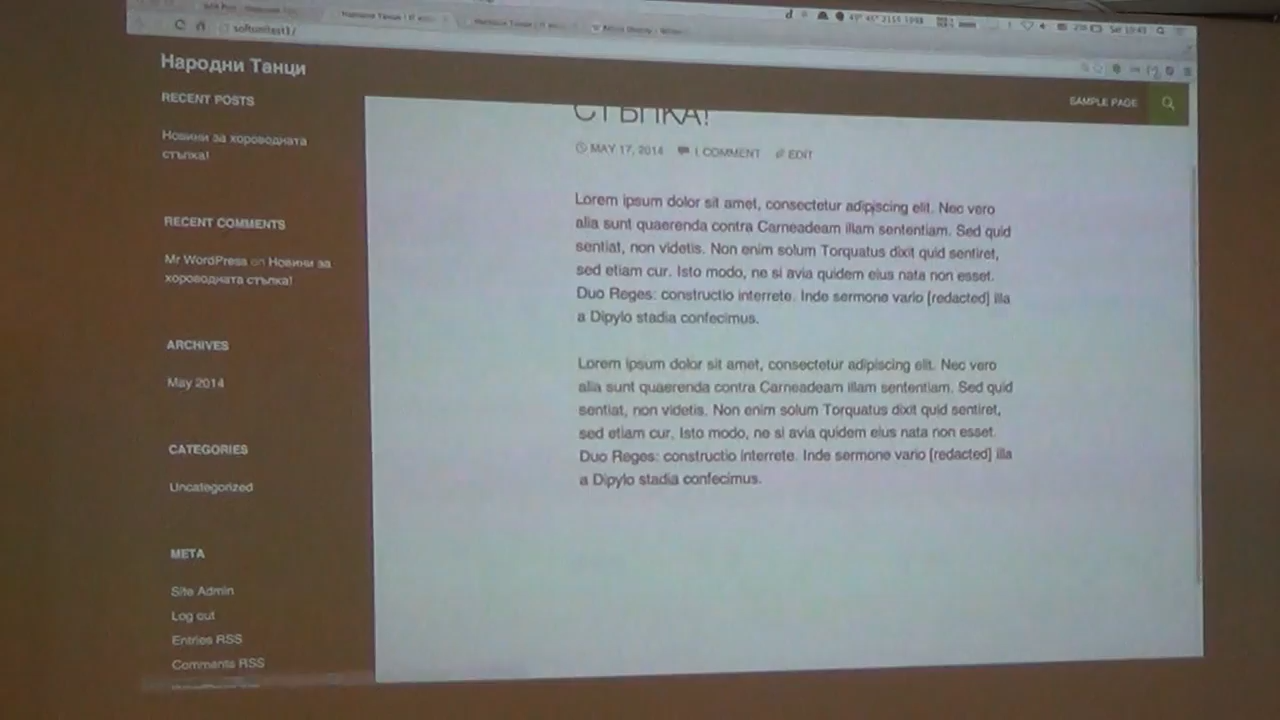 softunitest1/
Sat 10:43
Народни Танци
SAMPLE PAGE
RECENT POSTS
Новини за хороводната
стъпка!
RECENT COMMENTS
Mr WordPress on Новини за
хороводната стъпка!
ARCHIVES
May 2014
CATEGORIES
Uncategorized
META
Site Admin
Log out
Entries RSS
Comments RSS
СТЪПКА!
MAY 17, 2014 1 COMMENT EDIT
Lorem ipsum dolor sit amet, consectetur adipiscing elit. Nec vero
alia sunt quaerenda contra Carneadeam illam sententiam. Sed quid
sentiat, non videtis. Non enim solum Torquatus dixit quid sentiret,
sed etiam cur. Isto modo, ne si avia quidem eius nata non esset.
Duo Reges: constructio interrete. Inde sermone vario [redacted] illa
a Dipylo stadia confecimus.
Lorem ipsum dolor sit amet, consectetur adipiscing elit. Nec vero
alia sunt quaerenda contra Carneadeam illam sententiam. Sed quid
sentiat, non videtis. Non enim solum Torquatus dixit quid sentiret,
sed etiam cur. Isto modo, ne si avia quidem eius nata non esset.
Duo Reges: constructio interrete. Inde sermone vario [redacted] illa
a Dipylo stadia confecimus.